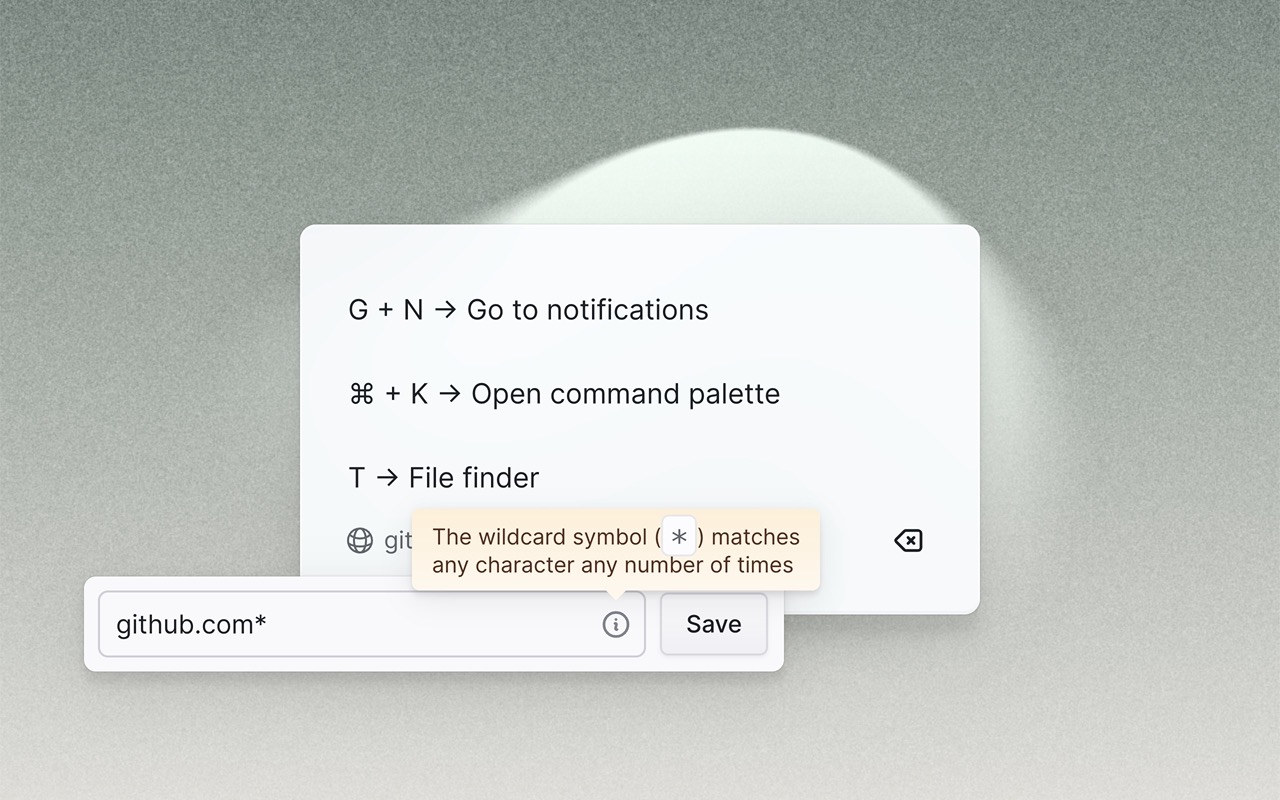 G + N → Go to notifications
⌘ + K → Open command palette
T → File finder
git
The wildcard symbol (*) matches
any character any number of times
github.com*
Save